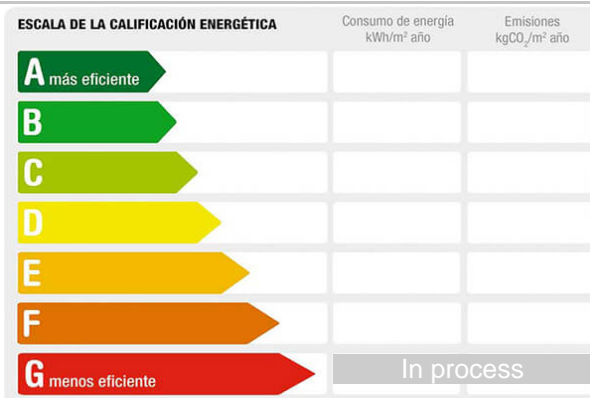 ESCALA DE LA CALIFICACIÓN ENERGÉTICA
Consumo de energía
kWh/m² año
Emisiones
kgCO₂/m² año
A más eficiente
B
C
D
E
F
G menos eficiente
In process